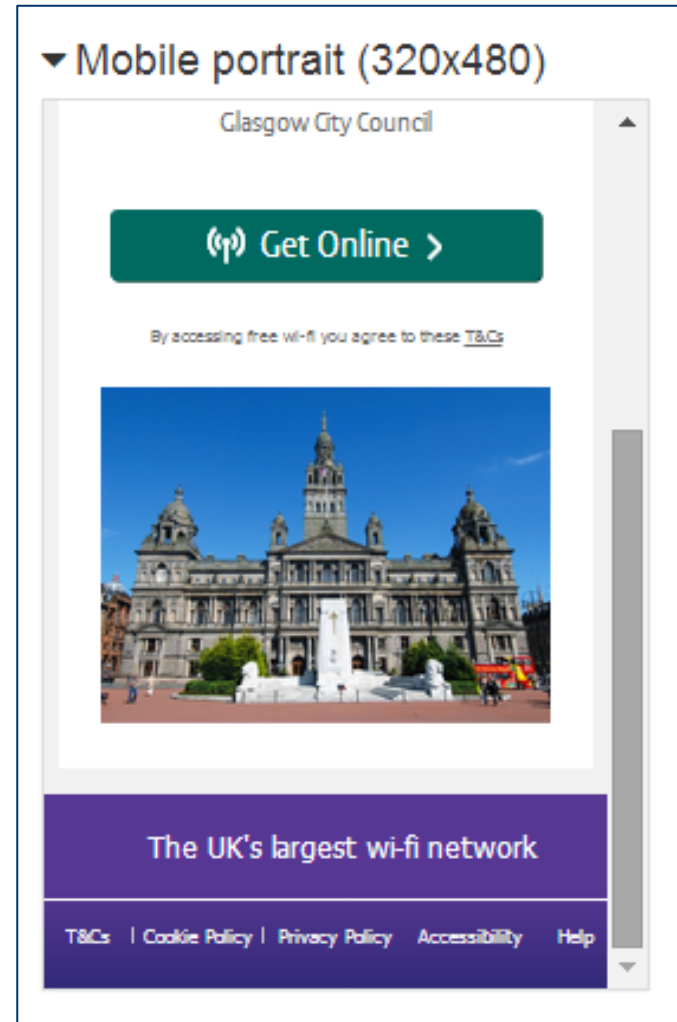 Mobile portrait (320x480)
Glasgow City Council
Get Online
By accessing free wi-fi you agree to these T&Cs
The UK's largest wi-fi network
T&Cs | Cookie Policy | Privacy Policy Accessibility Help